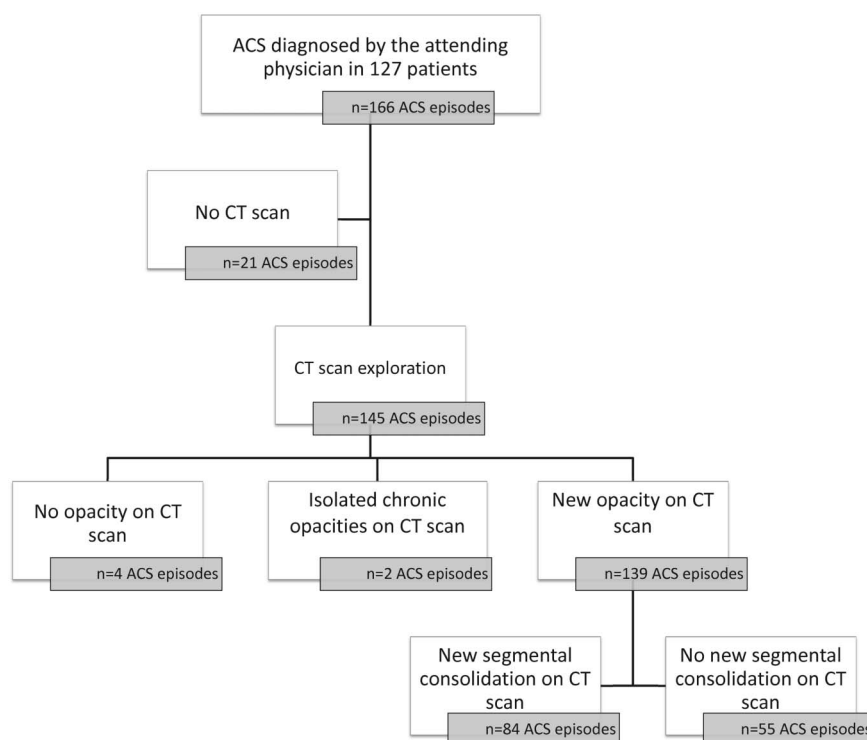 ACS diagnosed by the attending
physician in 127 patients
n=166 ACS episodes
No CT scan
n=21 ACS episodes
CT scan exploration
n=145 ACS episodes
No opacity on CT
scan
n=4 ACS episodes
Isolated chronic
opacities on CT scan
n=2 ACS episodes
New opacity on CT
scan
n=139 ACS episodes
New segmental
consolidation on CT
scan
n=84 ACS episodes
No new segmental
consolidation on CT
scan
n=55 ACS episodes